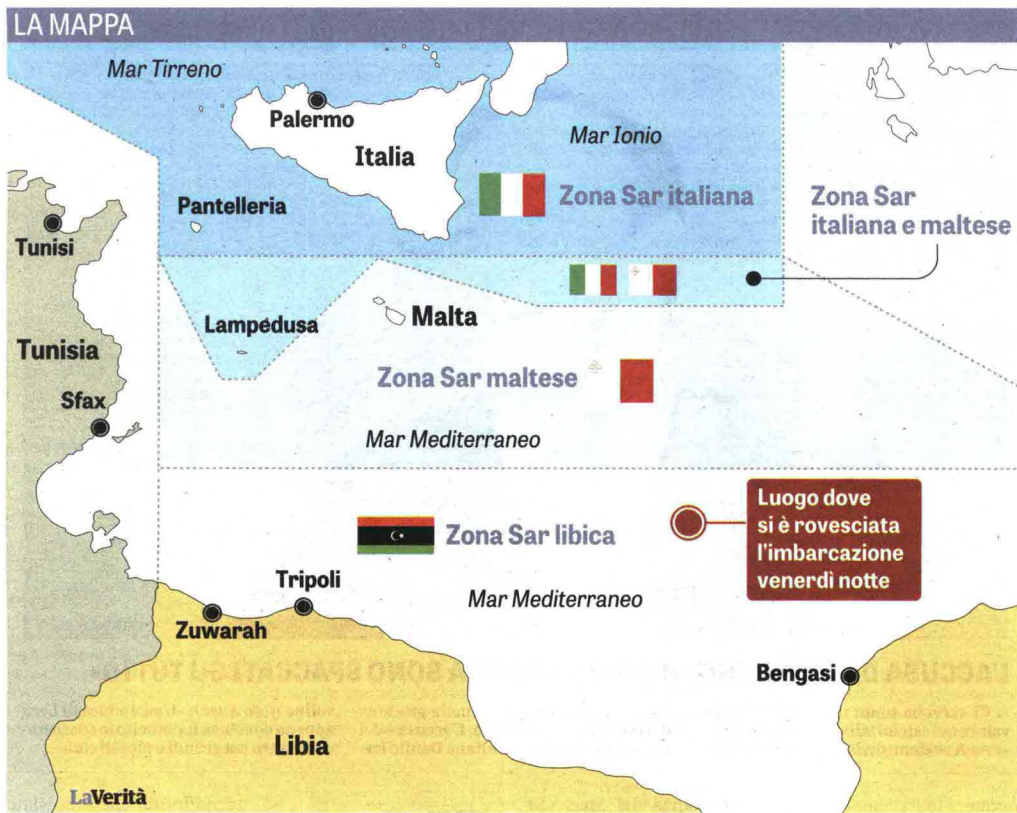 LA MAPPA
Mar Tirreno
Palermo
Italia
Mar Ionio
Zona Sar italiana
Zona Sar
italiana e maltese
Pantelleria
Tunisi
Lampedusa
Malta
Tunisia
Zona Sar maltese
Sfax
Mar Mediterraneo
Luogo dove
si è rovesciata
l'imbarcazione
venerdì notte
Zona Sar libica
Tripoli
Mar Mediterraneo
Zuwarah
Bengasi
Libia
LaVerità